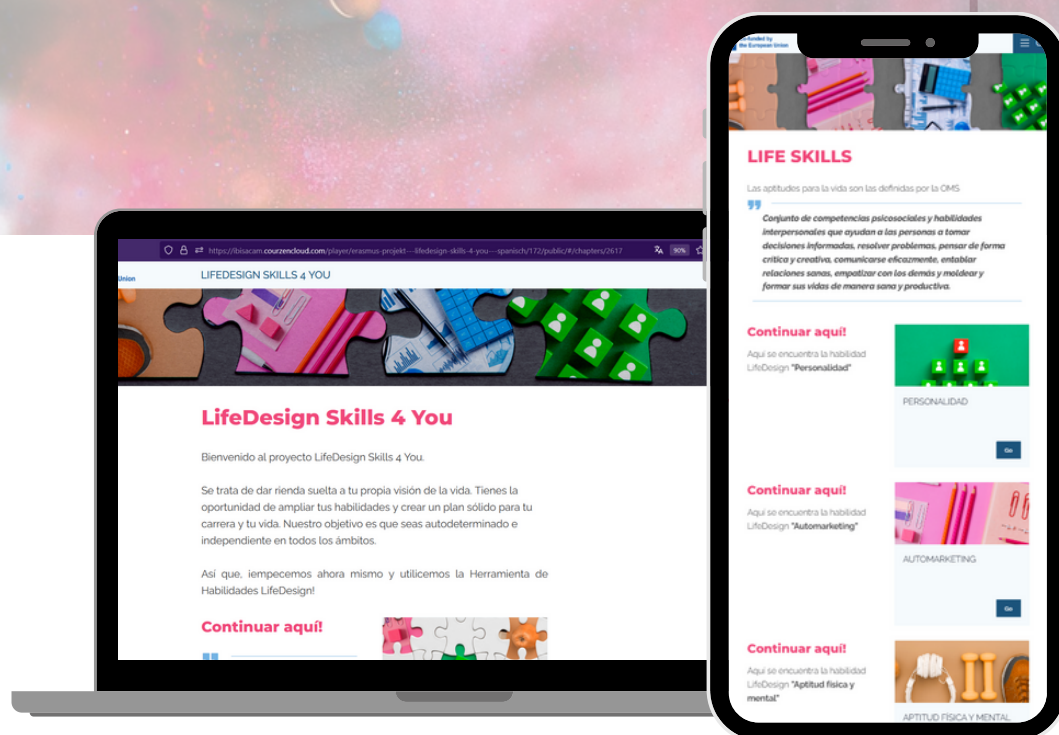 https://ibisacam.courzencloud.com/player/erasmus-projekt---lifedesign-skills-4-you---spanisch/172/public/#/chapters/2617
90%
Union
LIFEDESIGN SKILLS 4 YOU
LifeDesign Skills 4 You
Bienvenido al proyecto LifeDesign Skills 4 You.
Se trata de dar rienda suelta a tu propia visión de la vida. Tienes la
oportunidad de ampliar tus habilidades y crear un plan sólido para tu
carrera y tu vida. Nuestro objetivo es que seas autodeterminado e
independiente en todos los ámbitos.
Así que, iempecemos ahora mismo y utilicemos la Herramienta de
Habilidades LifeDesign!
Continuar aquí!
the European Union
LIFE SKILLS
Las aptitudes para la vida son las definidas por la OMS
Conjunto de competencias psicosociales y habilidades
interpersonales que ayudan a las personas a tomar
decisiones informadas, resolver problemas, pensar de forma
crítica y creativa, comunicarse eficazmente, entablar
relaciones sanas, empatizar con los demás y moldear y
formar sus vidas de manera sana y productiva.
Continuar aquí!
Aquí se encuentra la habilidad
LifeDesign "Personalidad"
PERSONALIDAD
Go
Continuar aquí!
Aquí se encuentra la habilidad
LifeDesign "Automarketing"
AUTOMARKETING
Go
Continuar aquí!
Aquí se encuentra la habilidad
LifeDesign "Aptitud física y
mental"
APTITUD FÍSICA Y MENTAL